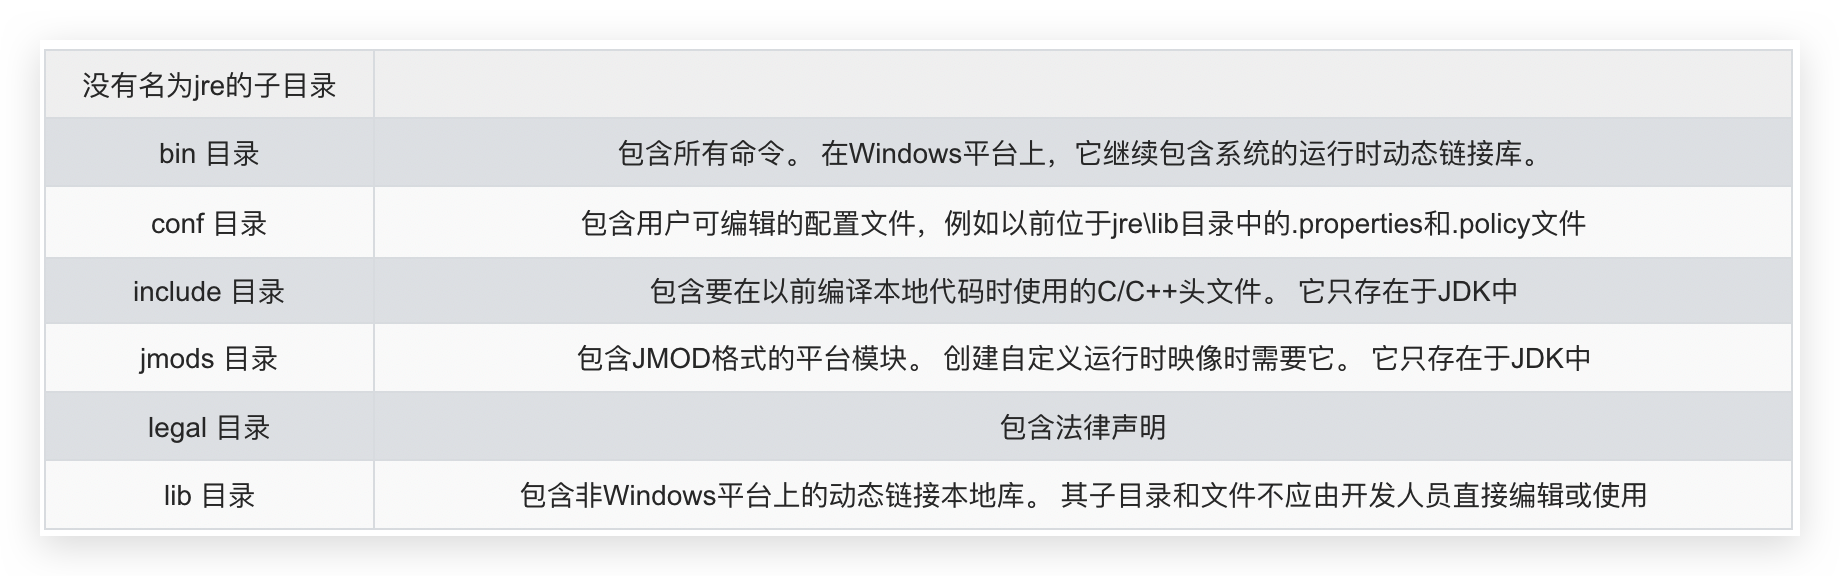 没有名为jre的子目录
bin 目录 包含所有命令。 在Windows平台上，它继续包含系统的运行时动态链接库。
conf 目录 包含用户可编辑的配置文件，例如以前位于jre\lib目录中的.properties和.policy文件
include 目录 包含要在以前编译本地代码时使用的C/C++头文件。 它只存在于JDK中
jmods 目录 包含JMOD格式的平台模块。 创建自定义运行时映像时需要它。 它只存在于JDK中
legal 目录 包含法律声明
lib 目录 包含非Windows平台上的动态链接本地库。 其子目录和文件不应由开发人员直接编辑或使用